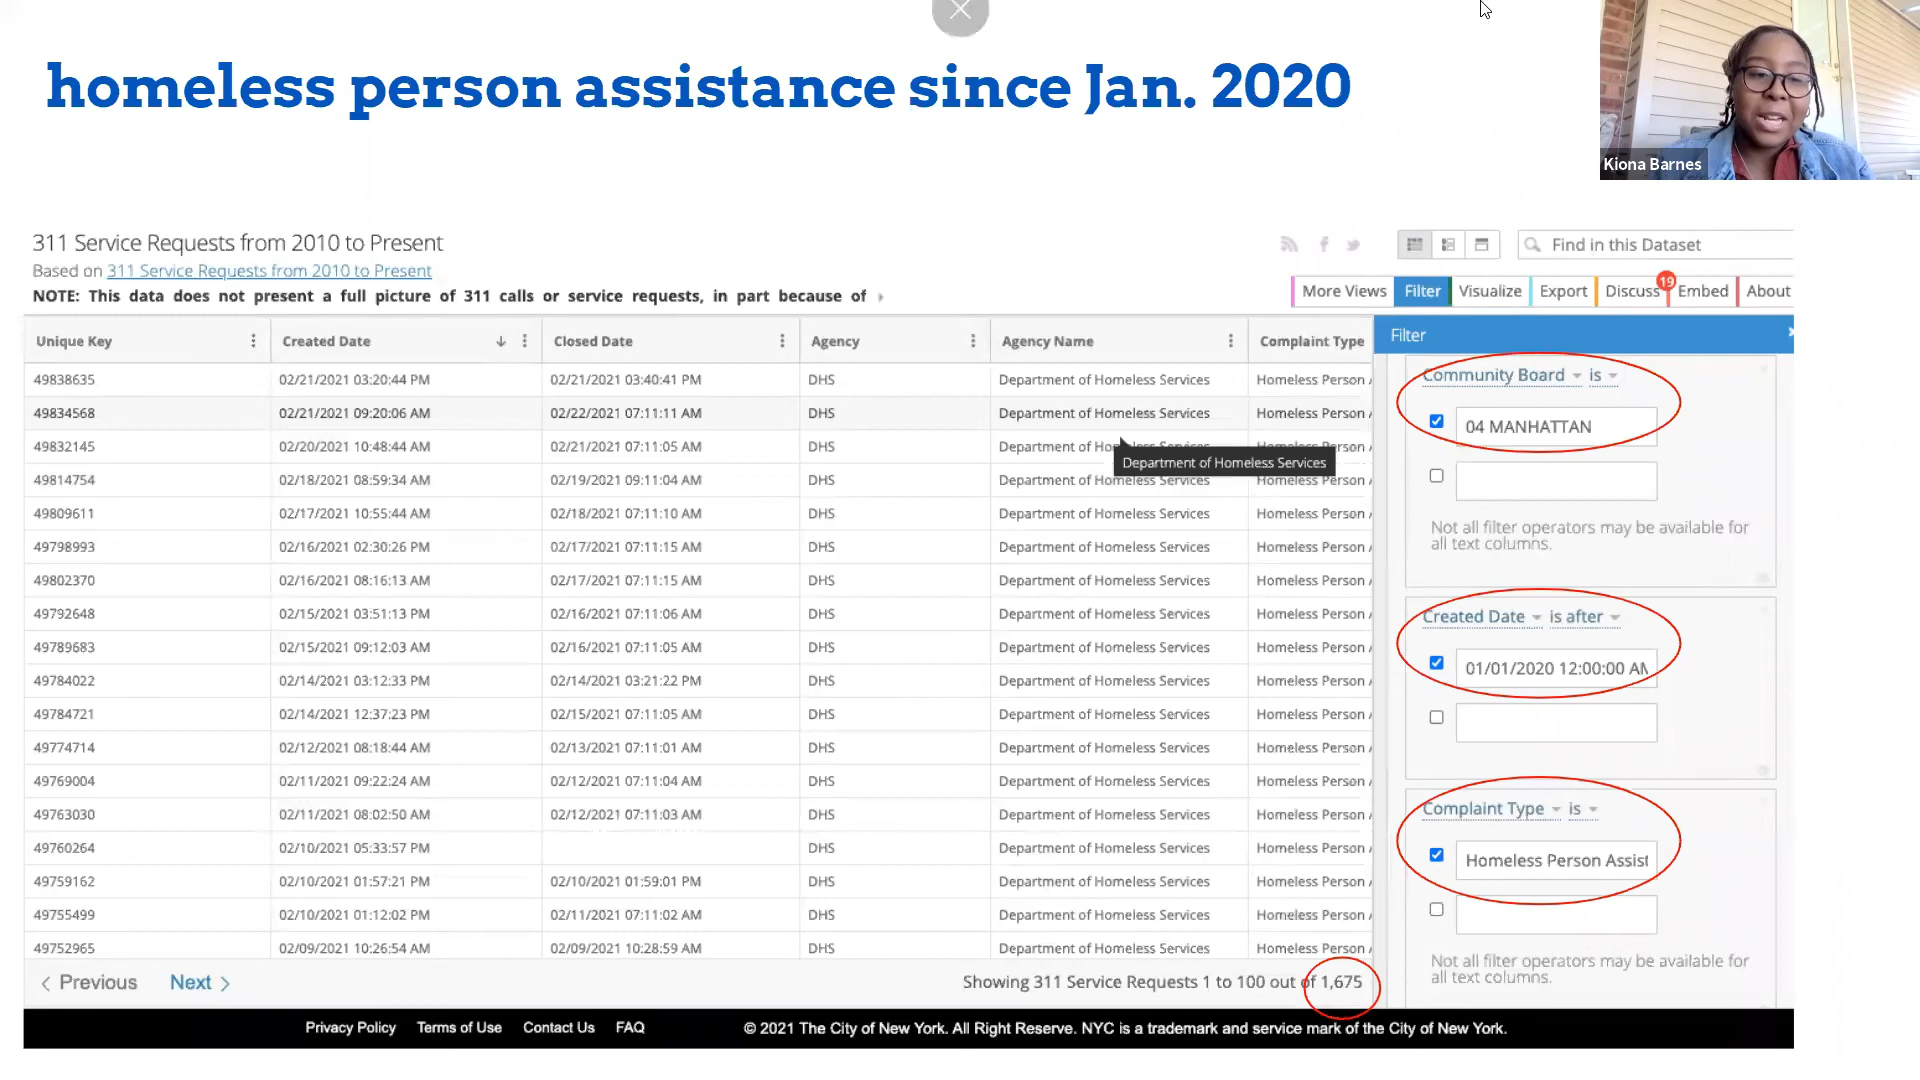 homeless person assistance since Jan. 2020
Kiona Barnes
311 Service Requests from 2010 to Present
Based on 311 Service Requests from 2010 to Present
NOTE: This data does not present a full picture of 311 calls or service requests, in part because of
Find in this Dataset
More Views Filter Visualize Export Discuss 19 Embed About
Unique Key Created Date Closed Date Agency Agency Name Complaint Type
49838635 02/21/2021 03:20:44 PM 02/21/2021 03:40:41 PM DHS Department of Homeless Services Homeless Person
49834568 02/21/2021 09:20:06 AM 02/22/2021 07:11:11 AM DHS Department of Homeless Services Homeless Person
49832145 02/20/2021 10:48:44 AM 02/21/2021 07:11:05 AM DHS Department of Homeless Services Homeless Person
Department of Homeless Services
49814754 02/18/2021 08:59:34 AM 02/19/2021 09:11:04 AM DHS Department of Homeless Services Homeless Person
49809611 02/17/2021 10:55:44 AM 02/18/2021 07:11:10 AM DHS Department of Homeless Services Homeless Person
49798993 02/16/2021 02:30:26 PM 02/17/2021 07:11:15 AM DHS Department of Homeless Services Homeless Person
49802370 02/16/2021 08:16:13 AM 02/17/2021 07:11:15 AM DHS Department of Homeless Services Homeless Person
49792648 02/15/2021 03:51:13 PM 02/16/2021 07:11:06 AM DHS Department of Homeless Services Homeless Person
49789683 02/15/2021 09:12:03 AM 02/16/2021 07:11:05 AM DHS Department of Homeless Services Homeless Person
49784022 02/14/2021 03:12:33 PM 02/14/2021 03:21:22 PM DHS Department of Homeless Services Homeless Person
49784721 02/14/2021 12:37:23 PM 02/15/2021 07:11:05 AM DHS Department of Homeless Services Homeless Person
49774714 02/12/2021 08:18:44 AM 02/13/2021 07:11:01 AM DHS Department of Homeless Services Homeless Person
49769004 02/11/2021 09:22:24 AM 02/12/2021 07:11:04 AM DHS Department of Homeless Services Homeless Person
49763030 02/11/2021 08:02:50 AM 02/12/2021 07:11:03 AM DHS Department of Homeless Services Homeless Person
49760264 02/10/2021 05:33:57 PM DHS Department of Homeless Services Homeless Person
49759162 02/10/2021 01:57:21 PM 02/10/2021 01:59:01 PM DHS Department of Homeless Services Homeless Person
49755499 02/10/2021 01:12:02 PM 02/11/2021 07:11:02 AM DHS Department of Homeless Services Homeless Person
49752965 02/09/2021 10:26:54 AM 02/09/2021 10:28:59 AM DHS Department of Homeless Services Homeless Person
Previous Next Showing 311 Service Requests 1 to 100 out of 1,675
Filter
Community Board is
04 MANHATTAN
Not all filter operators may be available for
all text columns.
Created Date is after
01/01/2020 12:00:00 AM
Complaint Type is
Homeless Person Assist
Not all filter operators may be available for
all text columns.
Privacy Policy Terms of Use Contact Us FAQ © 2021 The City of New York. All Right Reserve. NYC is a trademark and service mark of the City of New York.